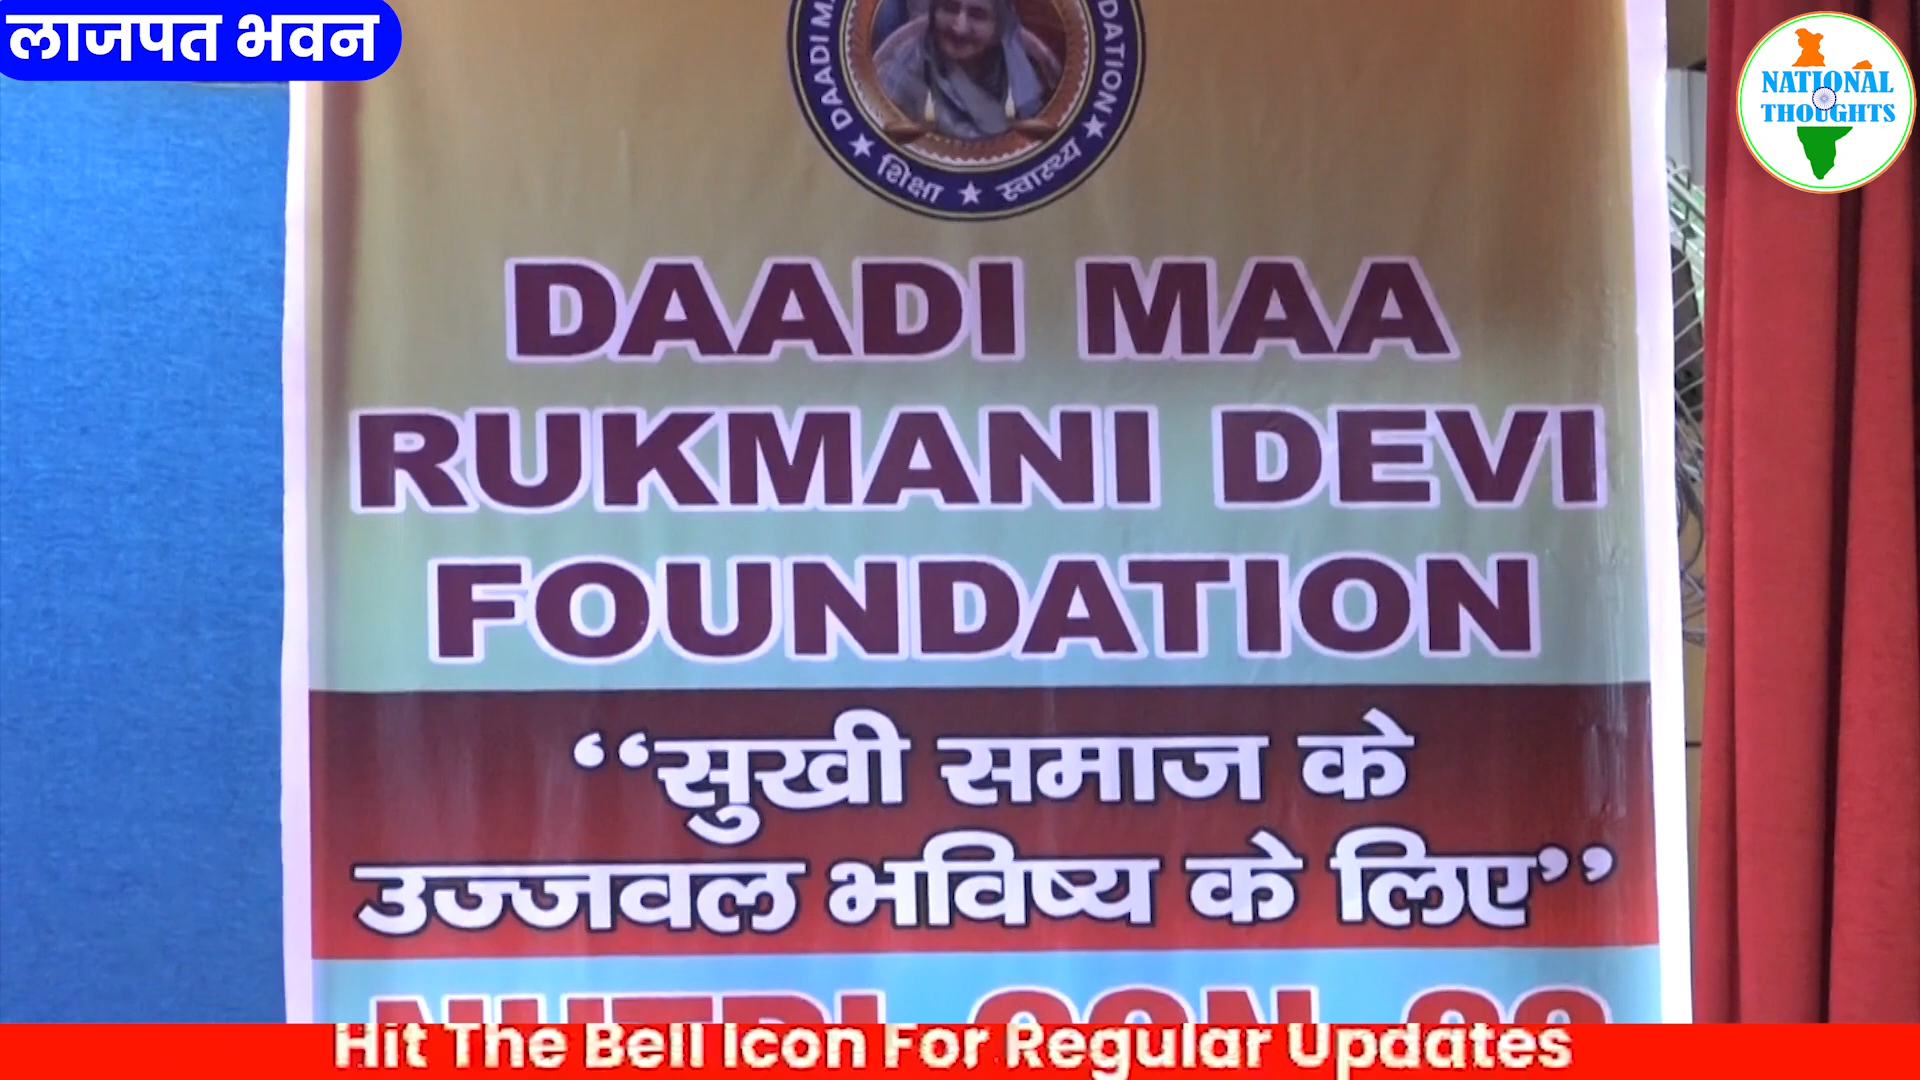 लाजपत भवन
NATIONAL
THOUGHTS
DAADI
शिक्षा ★ स्वास्थ्य
DAADI MAA
RUKMANI DEVI
FOUNDATION
“सुखी समाज के
उज्जवल भविष्य के लिए”
Hit The Bell Icon For Regular Updates